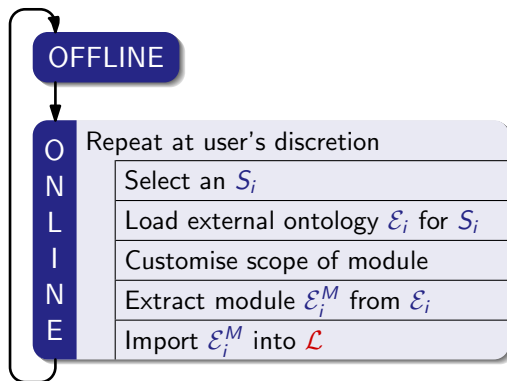 OFFLINE
ONLINE
Repeat at user's discretion
Select an Sᵢ
Load external ontology ℰᵢ for Sᵢ
Customise scope of module
Extract module ℰᵢᴹ from ℰᵢ
Import ℰᵢᴹ into ℒ